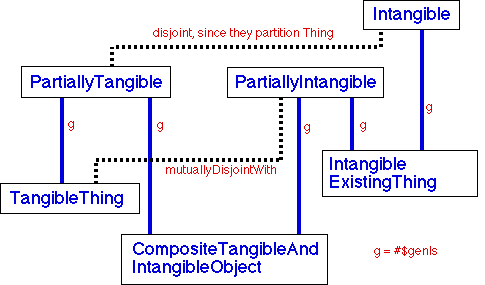 Intangible
disjoint, since they partition Thing
PartiallyTangible
PartiallyIntangible
g
g
g
g
g
mutuallyDisjointWith
Intangible
ExistingThing
TangibleThing
CompositeTangibleAnd
IntangibleObject
g = #$genls